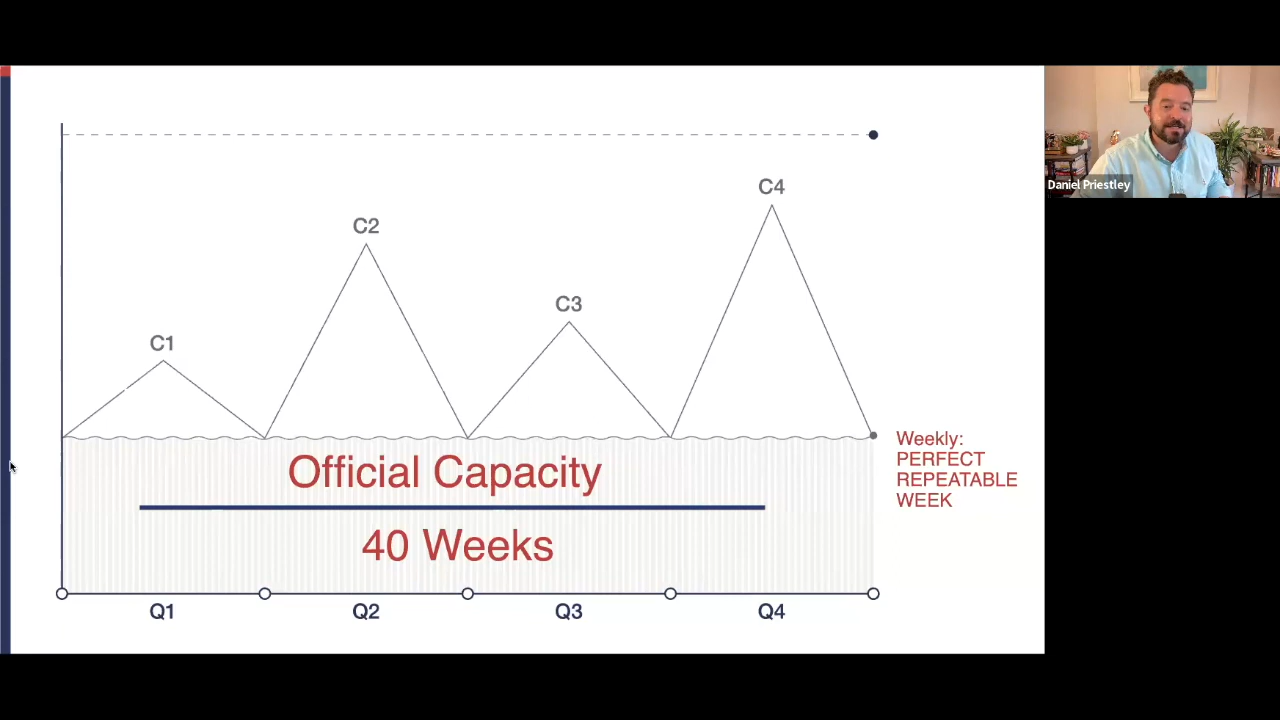 C4
C2
C3
C1
Official Capacity
40 Weeks
Weekly:
PERFECT
REPEATABLE
WEEK
Q1
Q2
Q3
Q4
Daniel Priestley